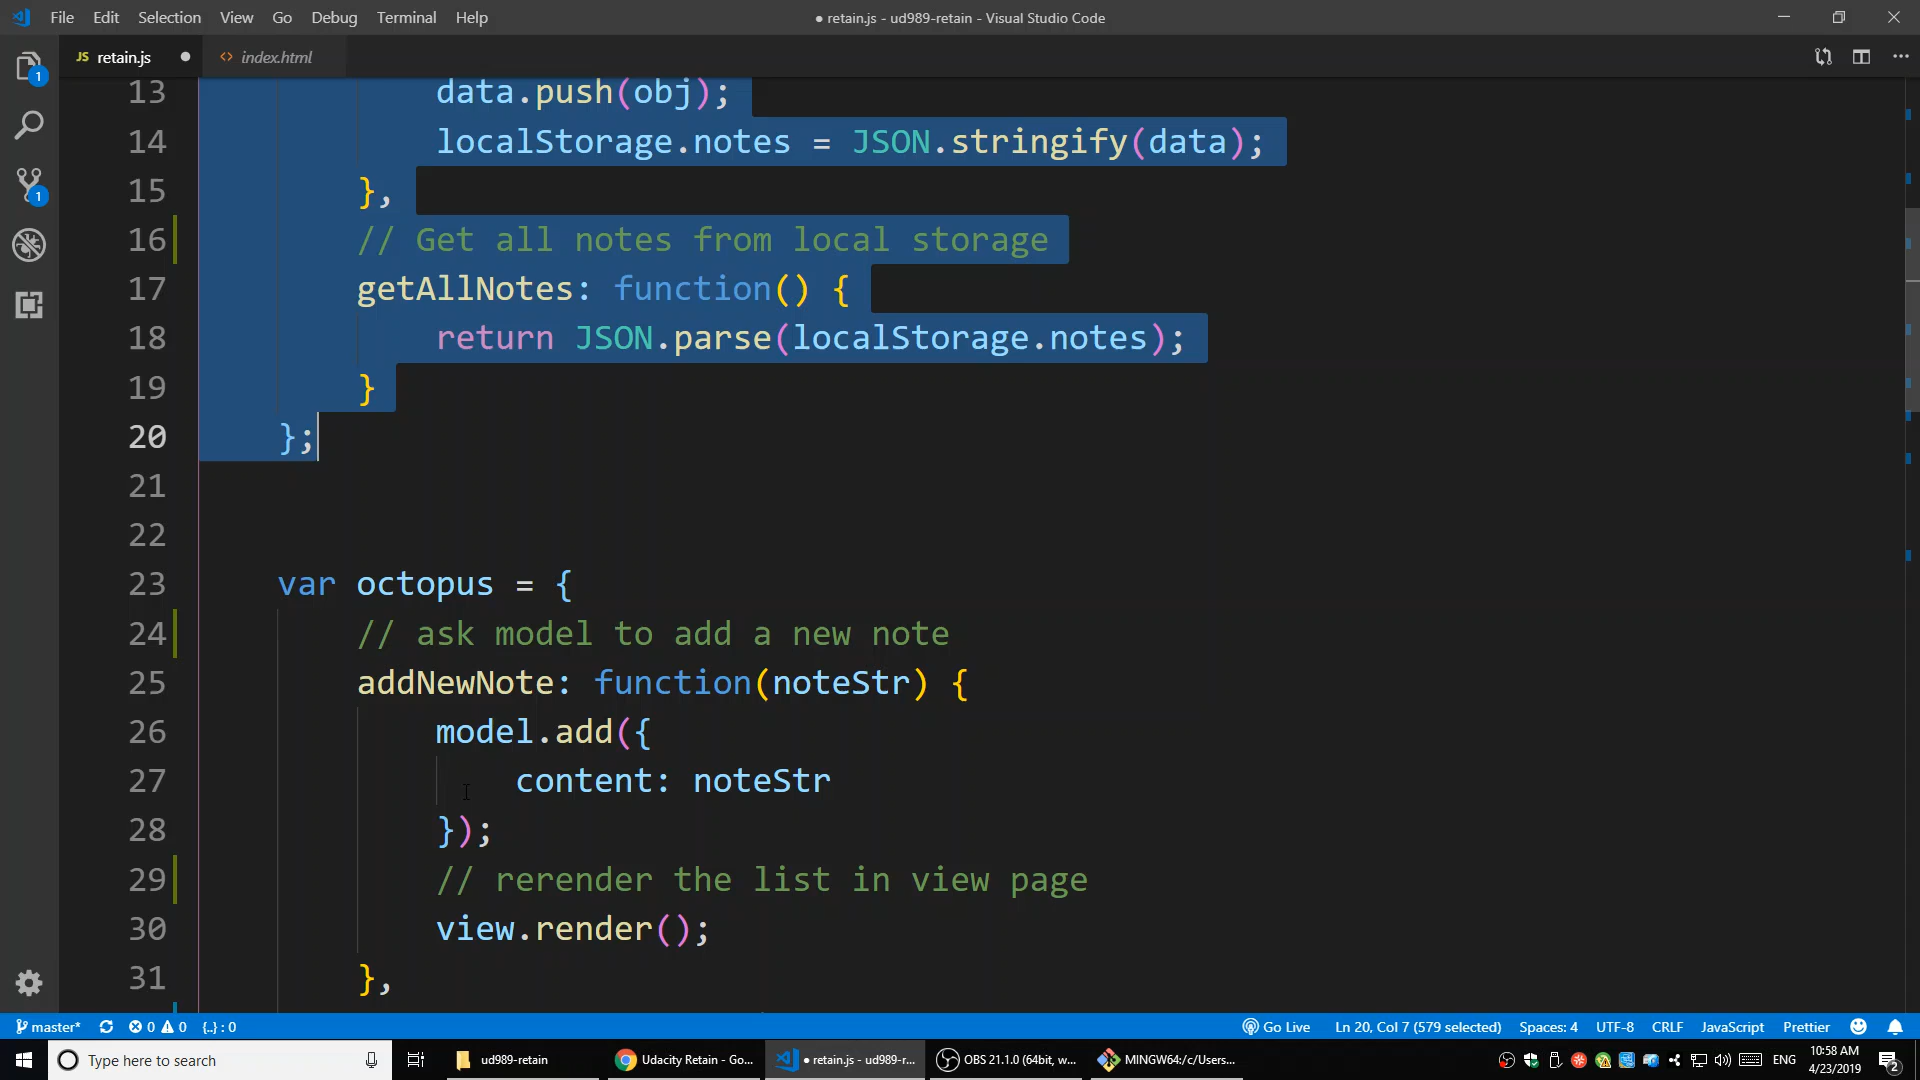 File Edit Selection View Go Debug Terminal Help
● retain.js - ud989-retain - Visual Studio Code
JS retain.js ●
<> index.html
1
1
13 data.push(obj);
14 localStorage.notes = JSON.stringify(data);
15 },
16 // Get all notes from local storage
17 getAllNotes: function() {
18 return JSON.parse(localStorage.notes);
19 }
20 };
21
22
23 var octopus = {
24 // ask model to add a new note
25 addNewNote: function(noteStr) {
26 model.add({
27 content: noteStr
28 });
29 // rerender the list in view page
30 view.render();
31 },
master* 0 0 {..} : 0
Go Live Ln 20, Col 7 (579 selected) Spaces: 4 UTF-8 CRLF JavaScript Prettier
Type here to search
ud989-retain
Udacity Retain - Go...
● retain.js - ud989-r...
OBS 21.1.0 (64bit, w...
MINGW64:/c/Users...
ENG
10:58 AM
4/23/2019
2